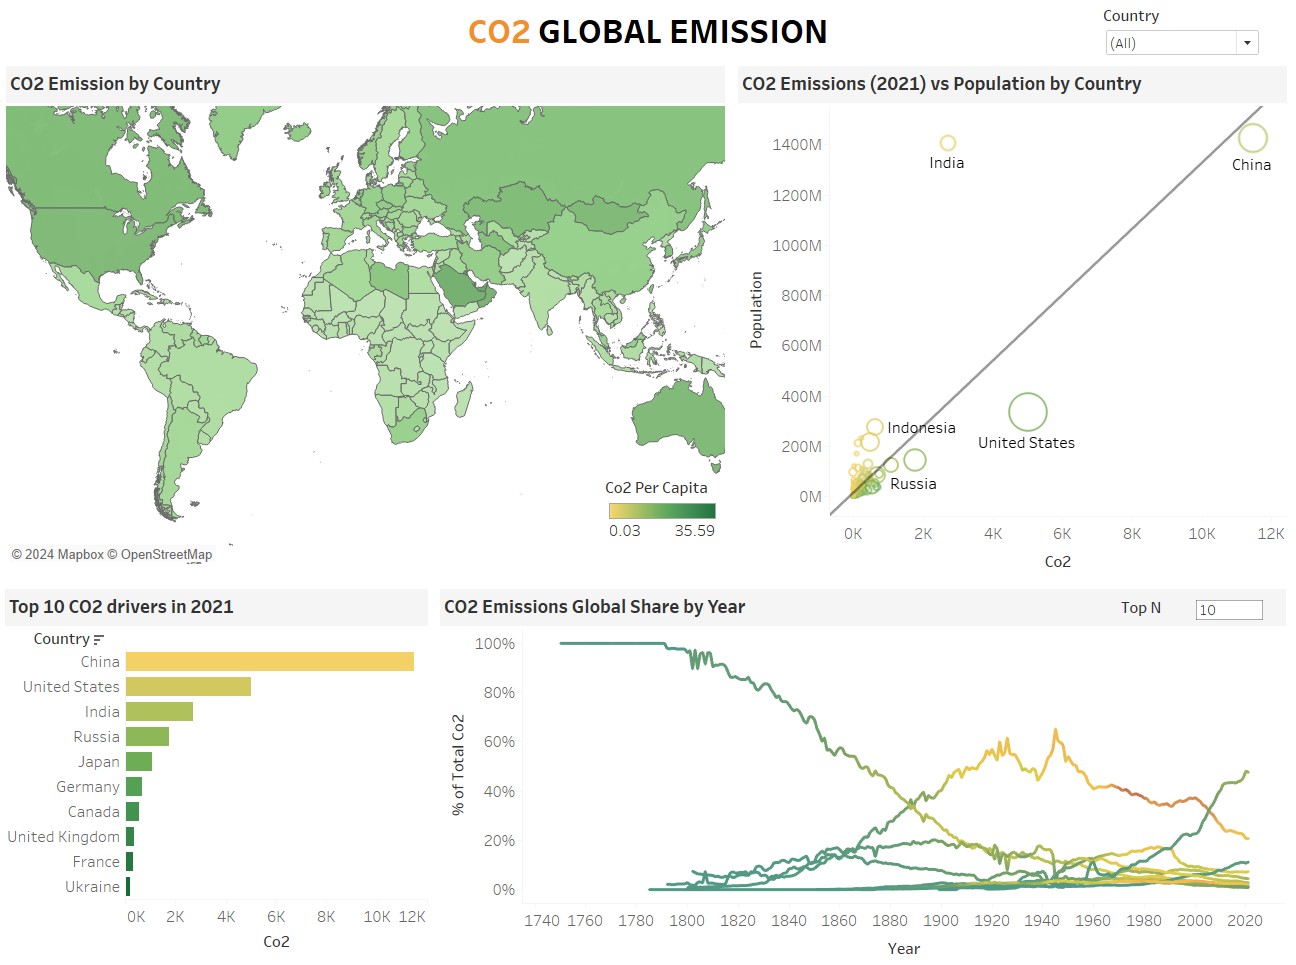 CO2 GLOBAL EMISSION
Country
(All)
CO2 Emission by Country
Co2 Per Capita
0.03 35.59
© 2024 Mapbox © OpenStreetMap
CO2 Emissions (2021) vs Population by Country
Population
1400M
1200M
1000M
800M
600M
400M
200M
0M
India
China
Indonesia
United States
Russia
0K 2K 4K 6K 8K 10K 12K
Co2
Top 10 CO2 drivers in 2021
Country
China
United States
India
Russia
Japan
Germany
Canada
United Kingdom
France
Ukraine
0K 2K 4K 6K 8K 10K 12K
Co2
CO2 Emissions Global Share by Year
Top N
10
% of Total Co2
100%
80%
60%
40%
20%
0%
1740 1760 1780 1800 1820 1840 1860 1880 1900 1920 1940 1960 1980 2000 2020
Year